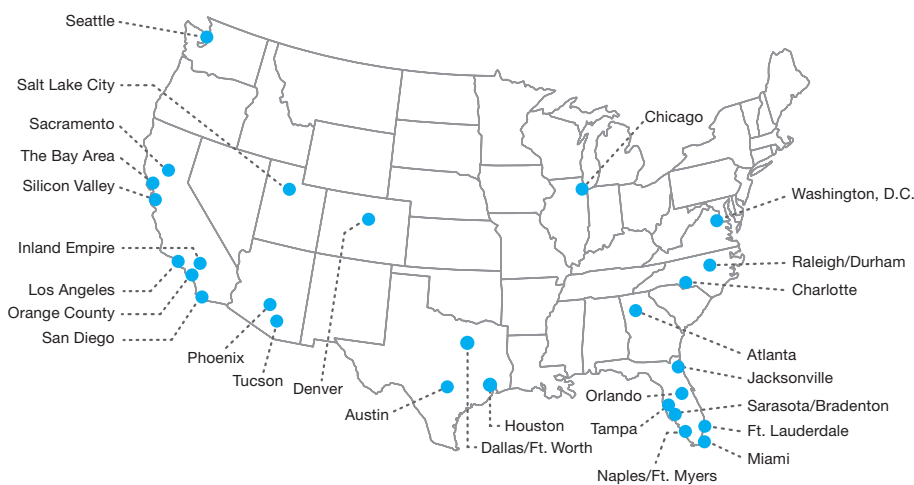 Seattle
Salt Lake City
Sacramento
The Bay Area
Silicon Valley
Inland Empire
Los Angeles
Orange County
San Diego
Phoenix
Tucson
Denver
Austin
Houston
Dallas/Ft. Worth
Chicago
Washington, D.C.
Raleigh/Durham
Charlotte
Atlanta
Jacksonville
Orlando
Sarasota/Bradenton
Tampa
Ft. Lauderdale
Miami
Naples/Ft. Myers